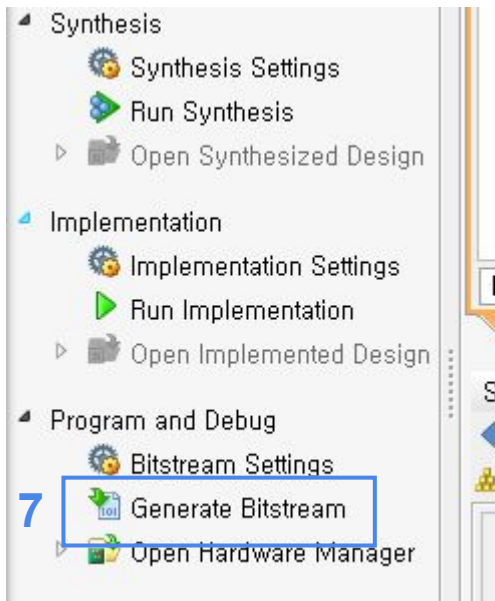 Synthesis
Synthesis Settings
Run Synthesis
Open Synthesized Design
Implementation
Implementation Settings
Run Implementation
Open Implemented Design
Program and Debug
Bitstream Settings
7 Generate Bitstream
Open Hardware Manager